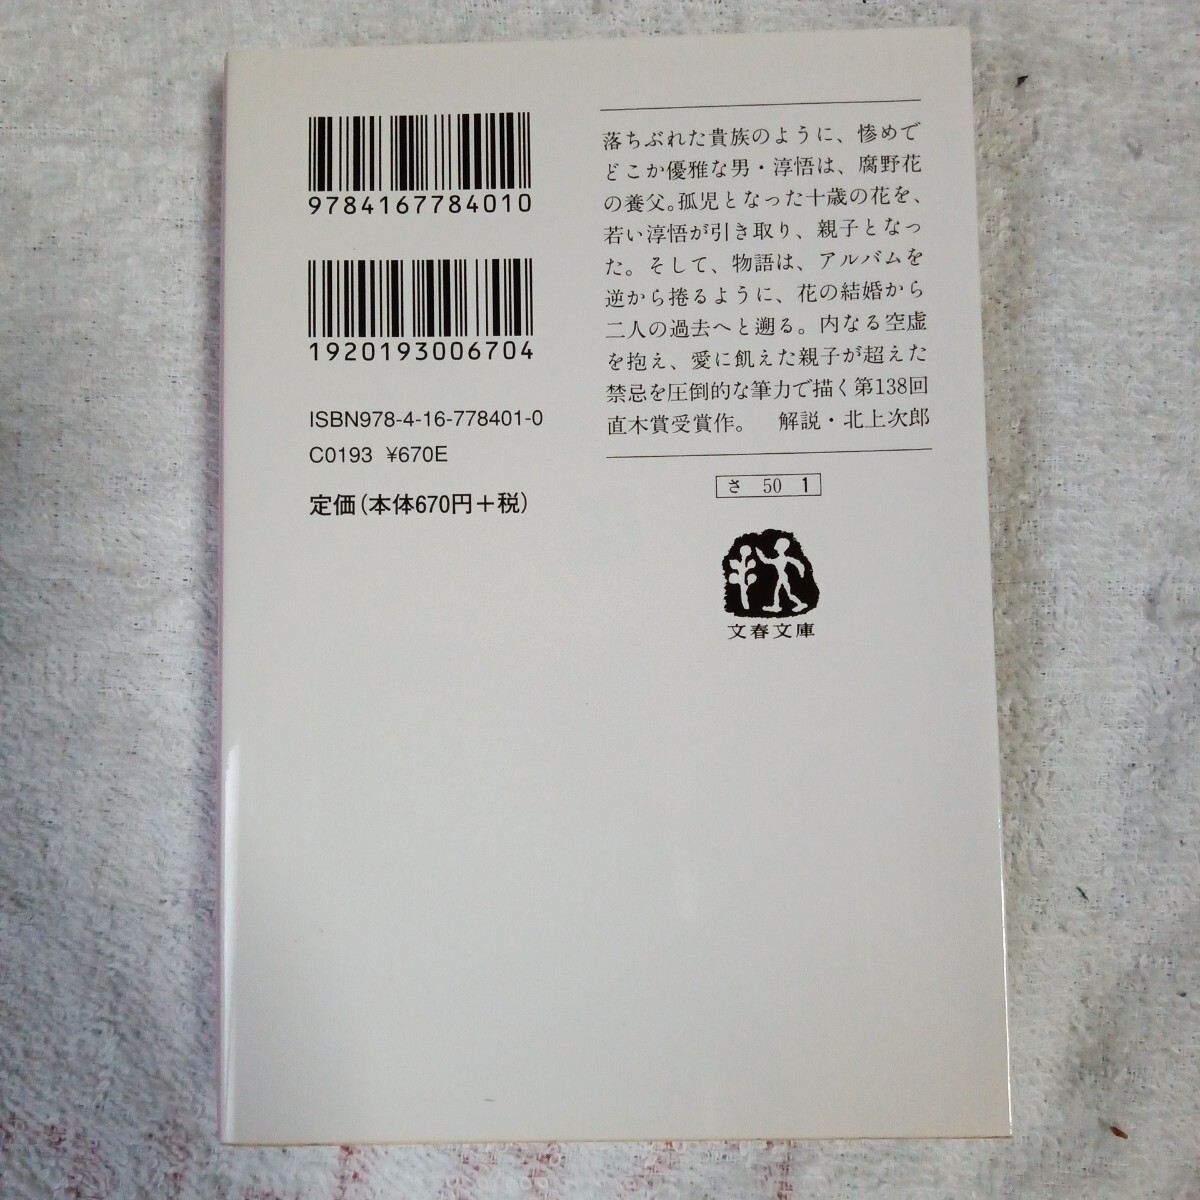 9784167784010
1920193006704
ISBN978-4-16-778401-0
C0193 ¥670E
定価(本体670円+税)
落ちぶれた貴族のように、惨めで
どこか優雅な男・淳悟は、腐野花
の養父。孤児となった十歳の花を、
若い淳悟が引き取り、親子となっ
た。そして、物語は、アルバムを
逆から捲るように、花の結婚から
二人の過去へと遡る。内なる空虚
を抱え、愛に飢えた親子が超えた
禁忌を圧倒的な筆力で描く第138回
直木賞受賞作。 解説・北上次郎
さ 50 1
文春文庫